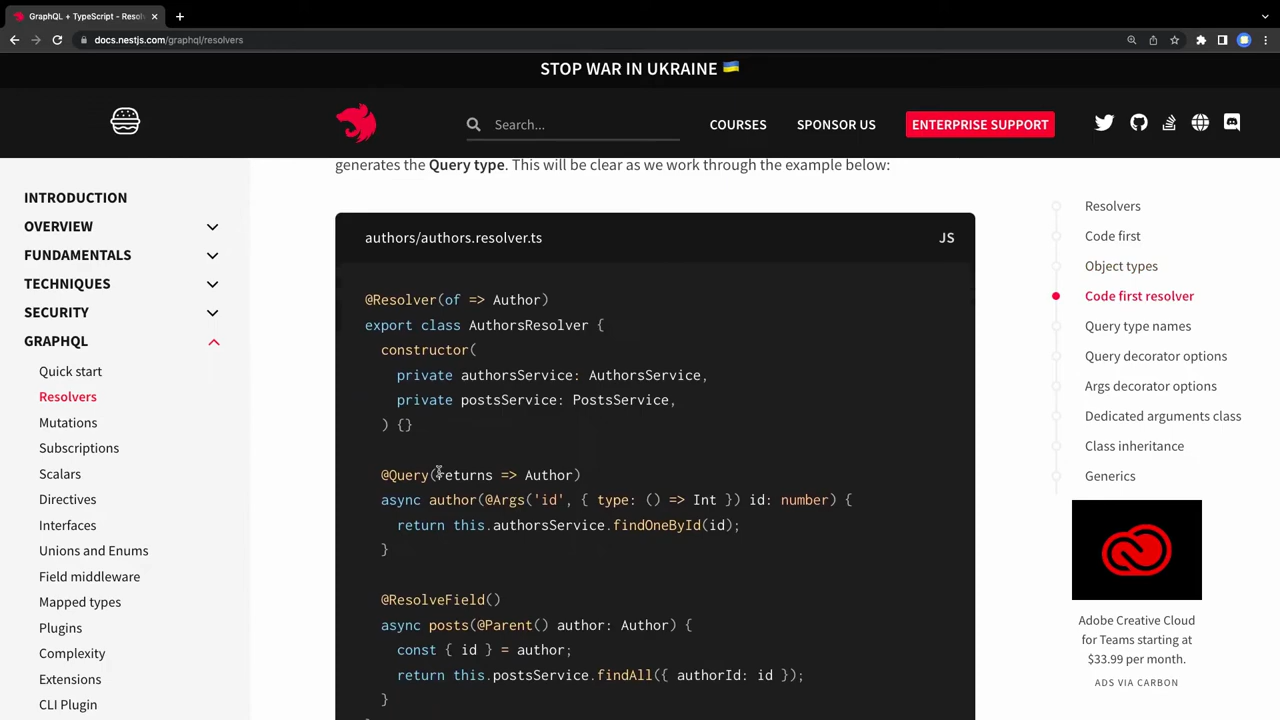 GraphQL + TypeScript - Resolv
docs.nestjs.com/graphql/resolvers
STOP WAR IN UKRAINE 🇺🇦
Search...
COURSES
SPONSOR US
ENTERPRISE SUPPORT
INTRODUCTION
OVERVIEW
FUNDAMENTALS
TECHNIQUES
SECURITY
GRAPHQL
Quick start
Resolvers
Mutations
Subscriptions
Scalars
Directives
Interfaces
Unions and Enums
Field middleware
Mapped types
Plugins
Complexity
Extensions
CLI Plugin
generates the Query type. This will be clear as we work through the example below:
authors/authors.resolver.ts
JS
@Resolver(of => Author)
export class AuthorsResolver {
constructor(
private authorsService: AuthorsService,
private postsService: PostsService,
) {}
@Query(returns => Author)
async author(@Args('id', { type: () => Int }) id: number) {
return this.authorsService.findOneById(id);
}
@ResolveField()
async posts(@Parent() author: Author) {
const { id } = author;
return this.postsService.findAll({ authorId: id });
}
Resolvers
Code first
Object types
Code first resolver
Query type names
Query decorator options
Args decorator options
Dedicated arguments class
Class inheritance
Generics
Adobe Creative Cloud
for Teams starting at
$33.99 per month.
ADS VIA CARBON